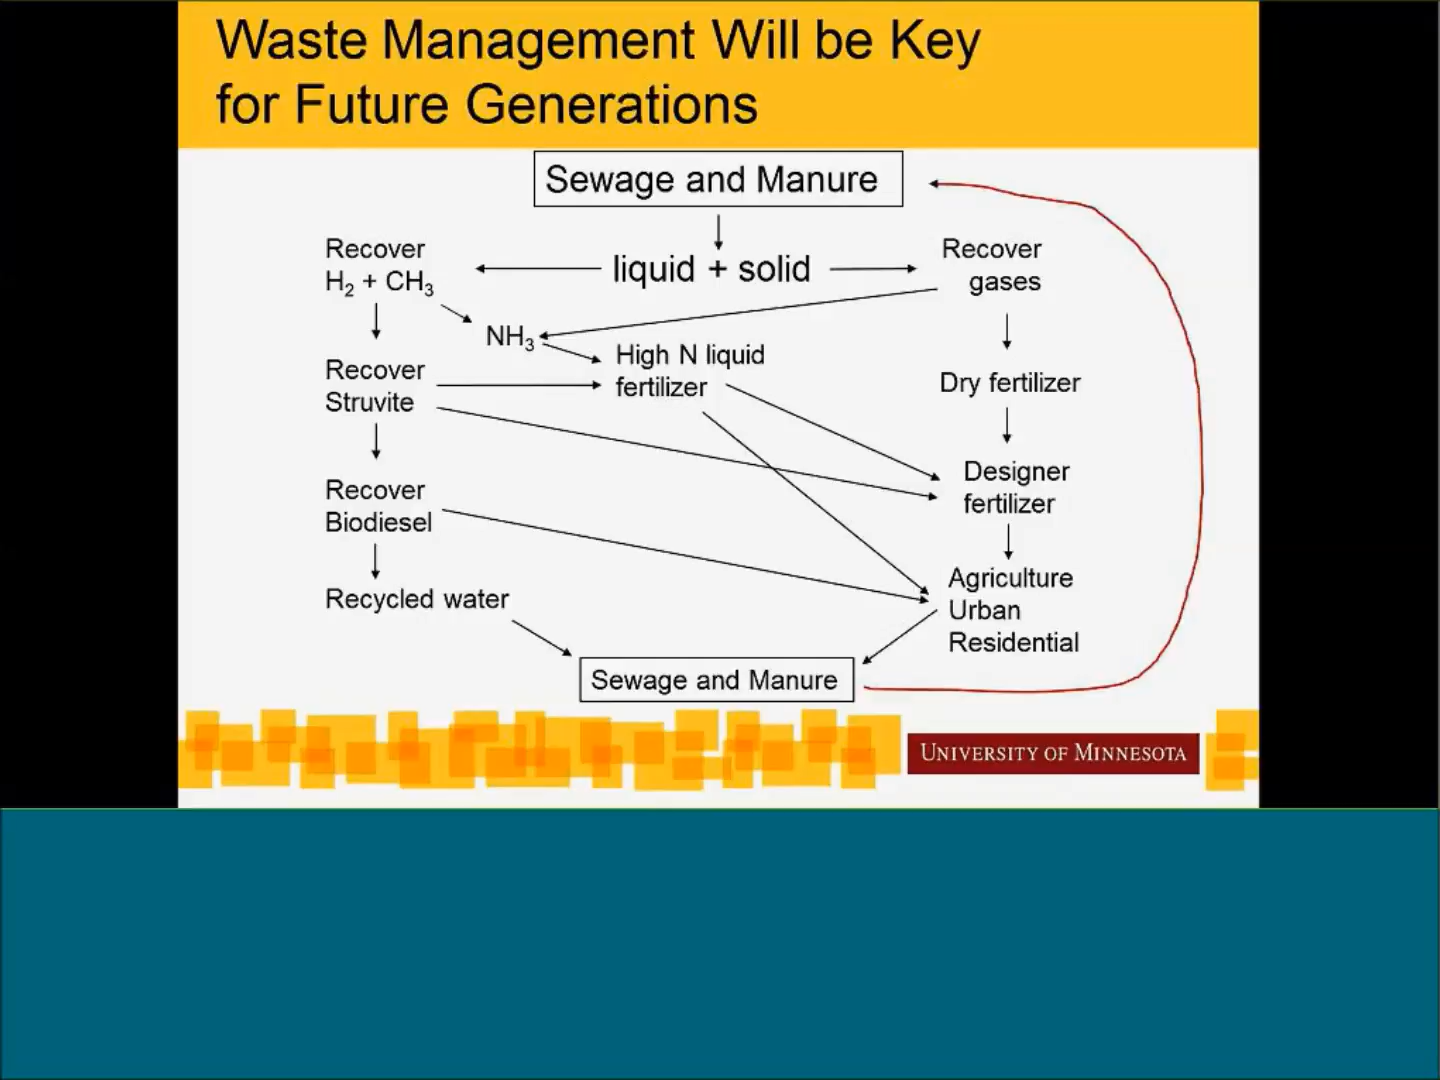 Waste Management Will be Key
for Future Generations
Sewage and Manure
liquid + solid
Recover
H₂ + CH₃
Recover
gases
NH₃
High N liquid
fertilizer
Recover
Struvite
Dry fertilizer
Designer
fertilizer
Recover
Biodiesel
Agriculture
Urban
Residential
Recycled water
Sewage and Manure
UNIVERSITY OF MINNESOTA